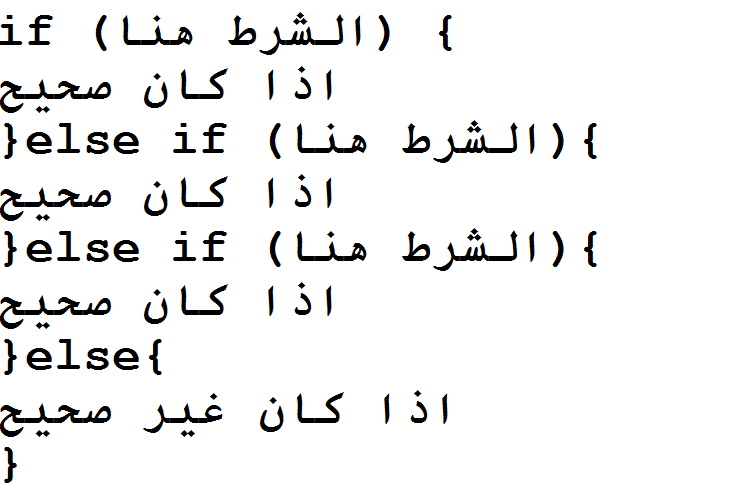 if (الشرط هنا) {
اذا كان صحيح
}else if (الشرط هنا){
اذا كان صحيح
}else if (الشرط هنا){
اذا كان صحيح
}else{
اذا كان غير صحيح
}